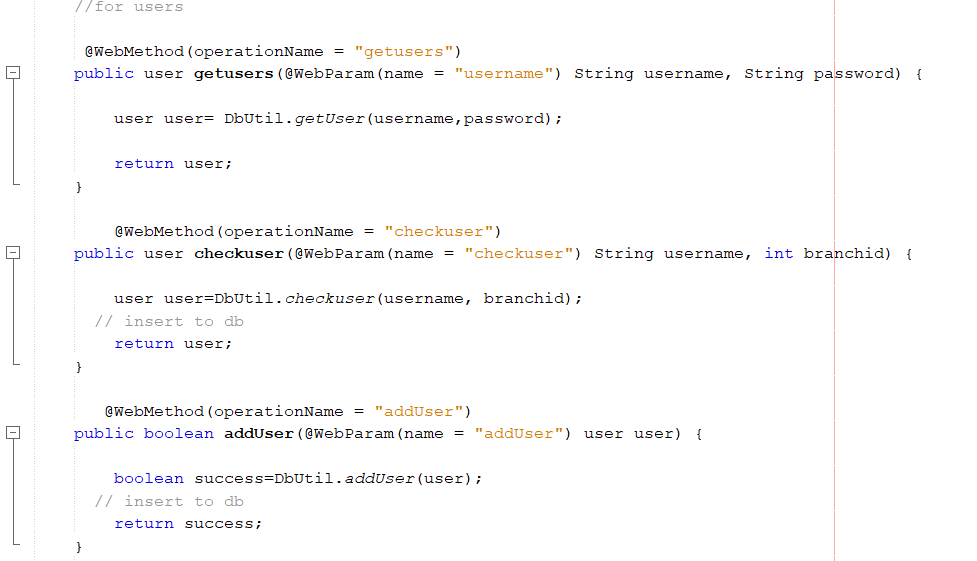 //for users
@WebMethod(operationName = "getusers")
public user getusers(@WebParam(name = "username") String username, String password) {
user user= DbUtil.getUser(username,password);
return user;
}
@WebMethod(operationName = "checkuser")
public user checkuser(@WebParam(name = "checkuser") String username, int branchid) {
user user=DbUtil.checkuser(username, branchid);
// insert to db
return user;
}
@WebMethod(operationName = "addUser")
public boolean addUser(@WebParam(name = "addUser") user user) {
boolean success=DbUtil.addUser(user);
// insert to db
return success;
}